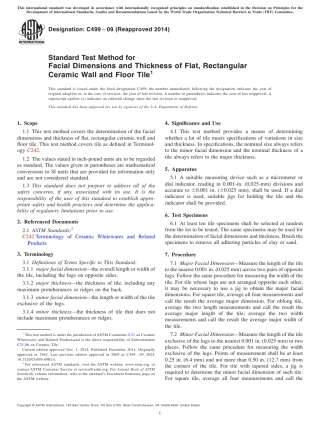 This international standard was developed in accordance with internationally recognized principles on standardization established in the Decision on Principles for the
Development of International Standards, Guides and Recommendations issued by the World Trade Organization Technical Barriers to Trade (TBT) Committee.
Designation: C499 - 09 (Reapproved 2014)
Standard Test Method for
Facial Dimensions and Thickness of Flat, Rectangular
Ceramic Wall and Floor Tile1
This standard is issued under the fixed designation C499; the number immediately following the designation indicates the year of
original adoption or, in the case of revision, the year of last revision. A number in parentheses indicates the year of last reapproval. A
superscript epsilon (ε) indicates an editorial change since the last revision or reapproval.
This standard has been approved for use by agencies of the U.S. Department of Defense.
1. Scope
1.1 This test method covers the determination of the facial
dimensions and thickness of flat, rectangular ceramic wall and
floor tile. This test method covers tile as defined in Terminol-
ogy C242.
1.2 The values stated in inch-pound units are to be regarded
as standard. The values given in parentheses are mathematical
conversions to SI units that are provided for information only
and are not considered standard.
1.3 This standard does not purport to address all of the
safety concerns, if any, associated with its use. It is the
responsibility of the user of this standard to establish appro-
priate safety and health practices and determine the applica-
bility of regulatory limitations prior to use.
2. Referenced Documents
2.1 ASTM Standards:2
C242 Terminology of Ceramic Whitewares and Related
Products
3. Terminology
3.1 Definitions of Terms Specific to This Standard:
3.1.1 major facial dimension—the overall length or width of
the tile, including the lugs on opposite sides.
3.1.2 major thickness—the thickness of tile, including any
maximum protuberances or ridges on the back.
3.1.3 minor facial dimension—the length or width of the tile
exclusive of the lugs.
3.1.4 minor thickness—the thickness of tile that does not
include maximum protuberances or ridges.
1 This test method is under the jurisdiction of ASTM Committee C21 on Ceramic
Whitewares and Related Products and is the direct responsibility of Subcommittee
C21.06 on Ceramic Tile.
Current edition approved Dec. 1, 2014. Published December 2014. Originally
approved in 1962. Last previous edition approved in 2009 as C499 – 09.
2 For referenced ASTM standards, visit the ASTM website, www.astm.org, or
contact ASTM Customer Service at service@astm.org. For Annual Book of ASTM
Standards volume information, refer to the standard's Document Summary page on
the ASTM website.
4. Significance and Use
4.1 This test method provides a means of determining
whether a lot of tile meets specifications of variations in size
and thickness. In specifications, the nominal size always refers
to the minor facial dimension and the nominal thickness of a
tile always refers to the major thickness.
5. Apparatus
5.1 A suitable measuring device such as a micrometer or
dial indicator, reading in 0.001-in. (0.025-mm) divisions and
accurate to ± 0.001 in. (±0.025 mm), shall be used. If a dial
indicator is used, suitable jigs for holding the tile and the
indicator shall be provided.
6. Test Specimens
6.1 At least ten tile specimens shall be selected at random
from the lot to be tested. The same specimens may be used for
the determination of facial dimensions and thickness. Brush the
specimens to remove all adhering particles of clay or sand.
7. Procedure
7.1 Major Facial Dimension—Measure the length of the tile
to the nearest 0.001 in. (0.025 mm) across two pairs of opposite
lugs. Follow the same procedure for measuring the width of the
tile. For tile whose lugs are not arranged opposite each other,
it may be necessary to use a jig to obtain the major facial
dimensions. For square tile, average all four measurements and
call the result the average major dimension. For oblong tile,
average the two length measurements and call the result the
average major length of the tile; average the two width
measurements and call the result the average major width of
the tile.
7.2 Minor Facial Dimension—Measure the length of the tile
exclusive of the lugs to the nearest 0.001 in. (0.025 mm) in two
places. Follow the same procedure for measuring the width
exclusive of the lugs. Points of measurement shall be at least
0.25 in. (6.4 mm) and not more than 0.50 in. (12.7 mm) from
the corners of the tile. For tile with tapered sides, a jig is
required to determine the minor facial dimension of such tile.
For square tile, average all four measurements and call the
Copyright © ASTM International, 100 Barr Harbor Drive, PO Box C700, West Conshohocken, PA 19428-2959. United States
1